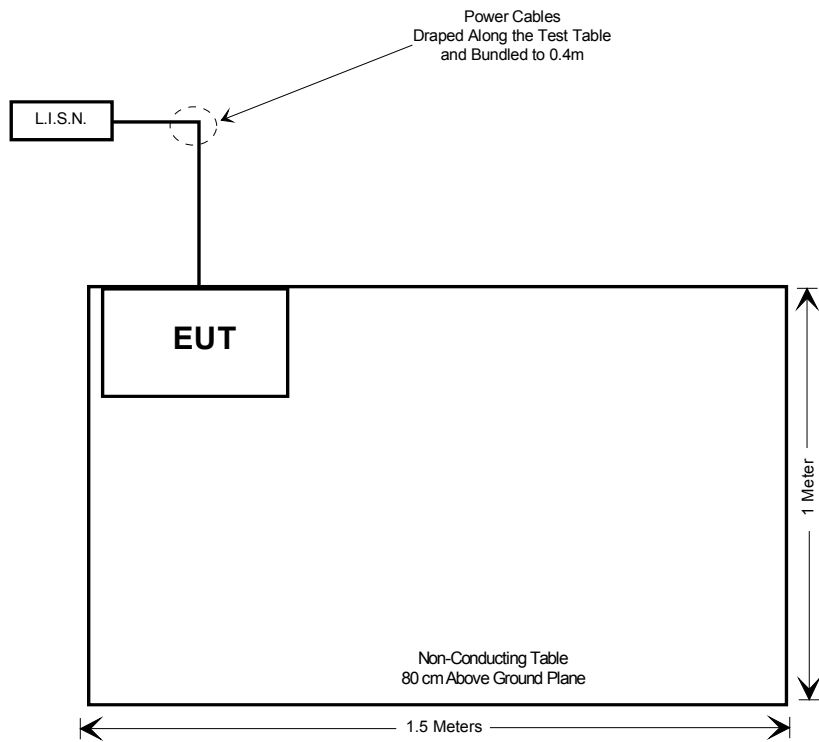 Power Cables
Draped Along the Test Table
and Bundled to 0.4m
L.I.S.N.
EUT
1 Meter
Non-Conducting Table
80 cm Above Ground Plane
1.5 Meters